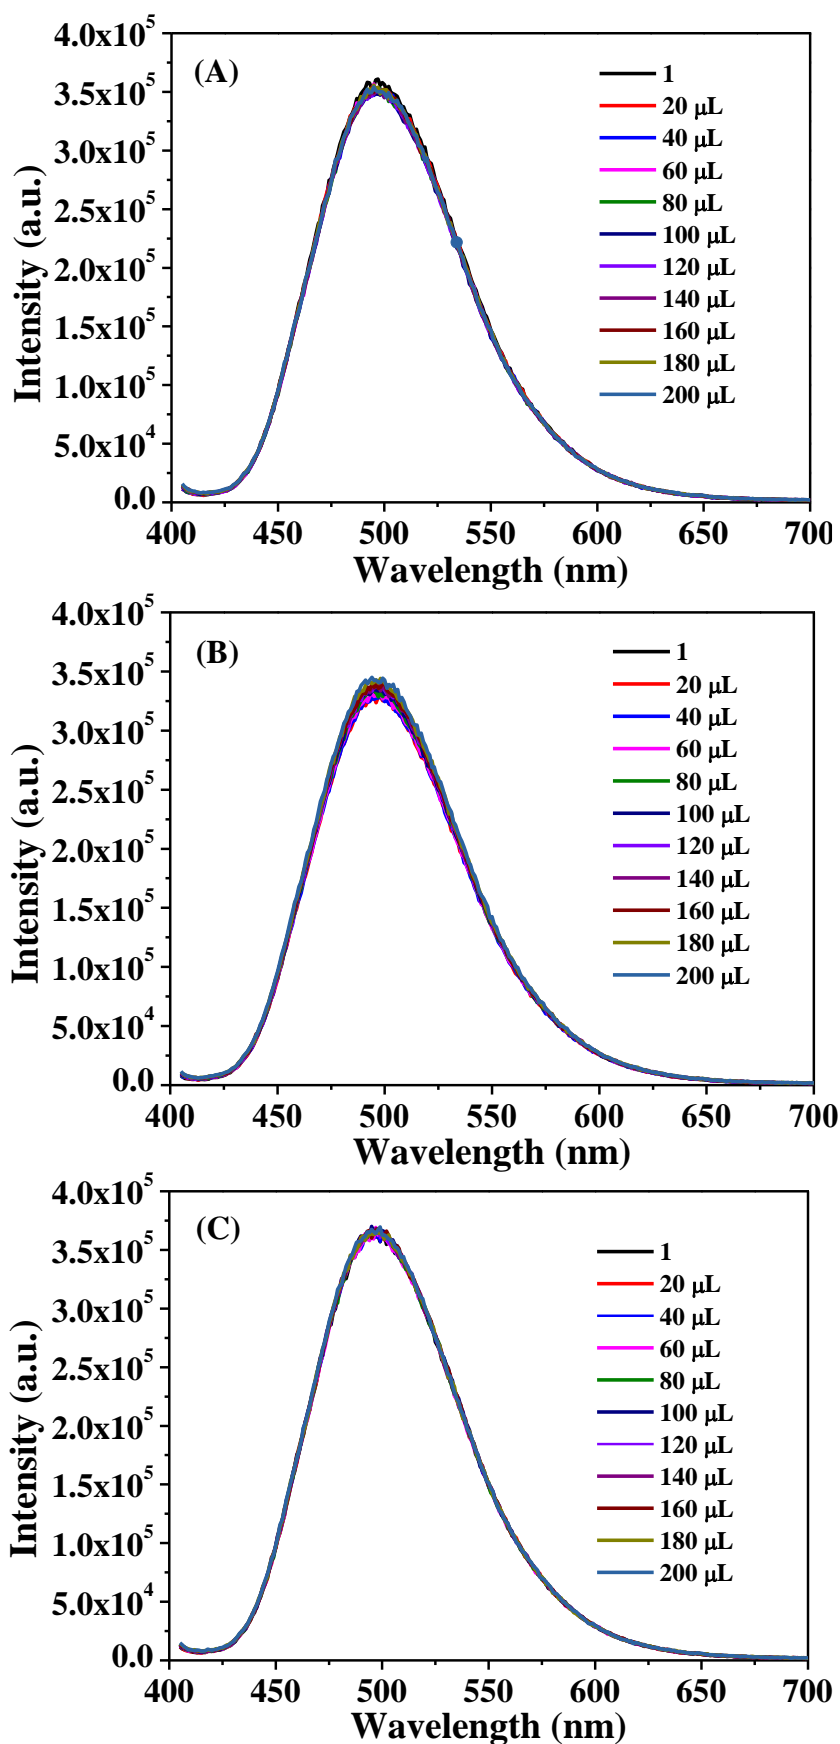 (A)
4.0x10^5
3.5x10^5
3.0x10^5
2.5x10^5
2.0x10^5
1.5x10^5
1.0x10^5
5.0x10^4
0.0
Intensity (a.u.)
1
20 μL
40 μL
60 μL
80 μL
100 μL
120 μL
140 μL
160 μL
180 μL
200 μL
400 450 500 550 600 650 700
Wavelength (nm)
(B)
4.0x10^5
3.5x10^5
3.0x10^5
2.5x10^5
2.0x10^5
1.5x10^5
1.0x10^5
5.0x10^4
0.0
Intensity (a.u.)
1
20 μL
40 μL
60 μL
80 μL
100 μL
120 μL
140 μL
160 μL
180 μL
200 μL
400 450 500 550 600 650 700
Wavelength (nm)
(C)
4.0x10^5
3.5x10^5
3.0x10^5
2.5x10^5
2.0x10^5
1.5x10^5
1.0x10^5
5.0x10^4
0.0
Intensity (a.u.)
1
20 μL
40 μL
60 μL
80 μL
100 μL
120 μL
140 μL
160 μL
180 μL
200 μL
400 450 500 550 600 650 700
Wavelength (nm)